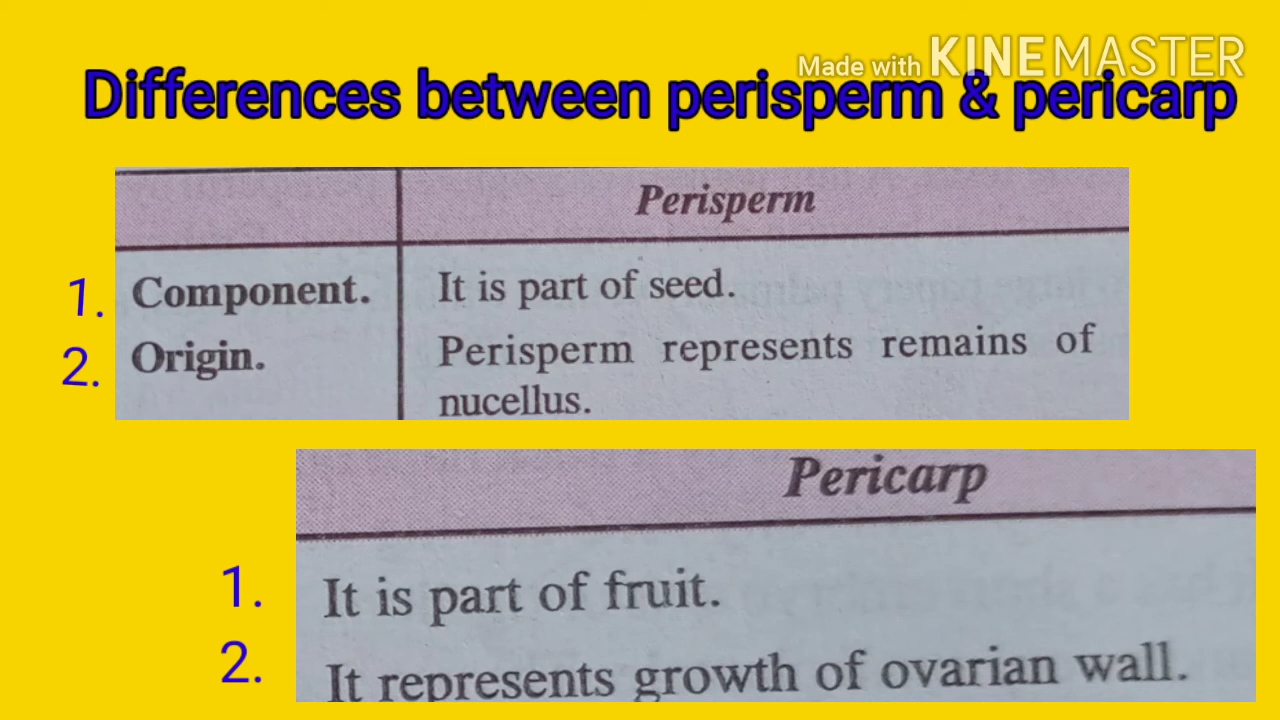 Made with KINEMASTER
Differences between perisperm & pericarp
Perisperm
1. Component. It is part of seed.
2. Origin. Perisperm represents remains of
nucellus.
Pericarp
1. It is part of fruit.
2. It represents growth of ovarian wall.